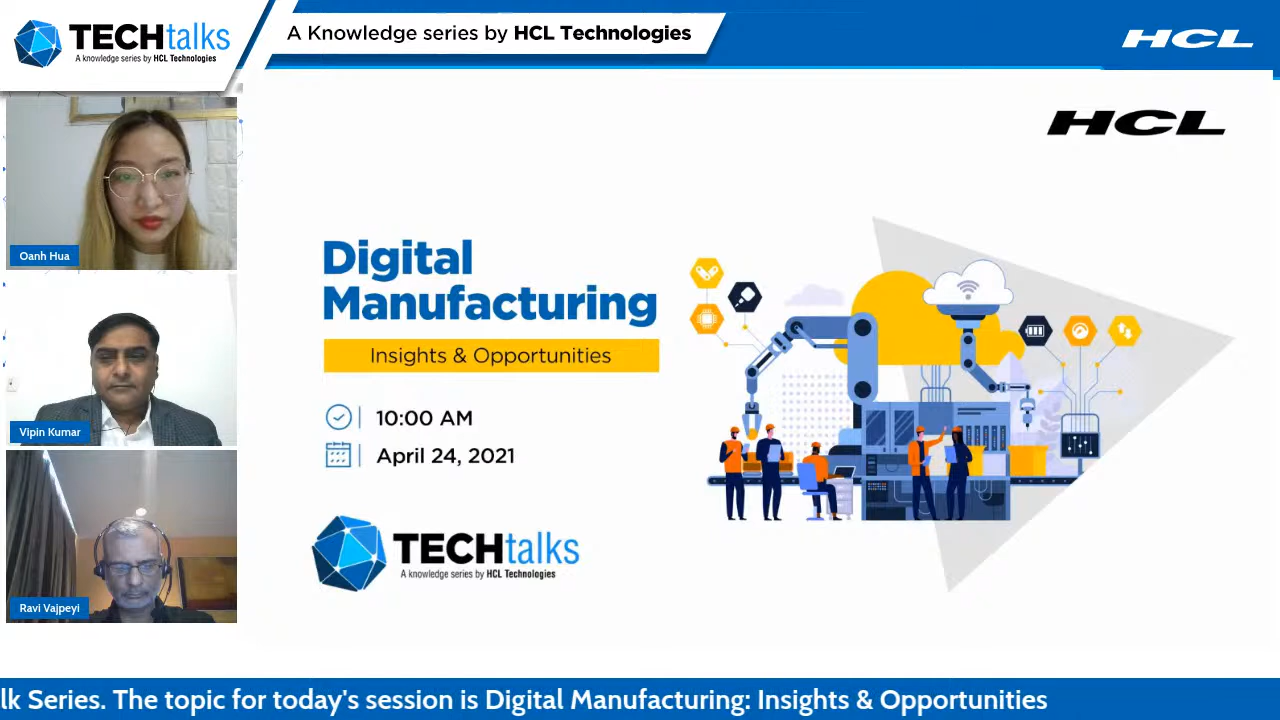 TECHtalks
A knowledge series by HCL Technologies
A Knowledge series by HCL Technologies
HCL
HCL
Oanh Hua
Vipin Kumar
Ravi Vajpeyi
Digital
Manufacturing
Insights & Opportunities
10:00 AM
April 24, 2021
TECHtalks
A knowledge series by HCL Technologies
lk Series. The topic for today's session is Digital Manufacturing: Insights & Opportunities